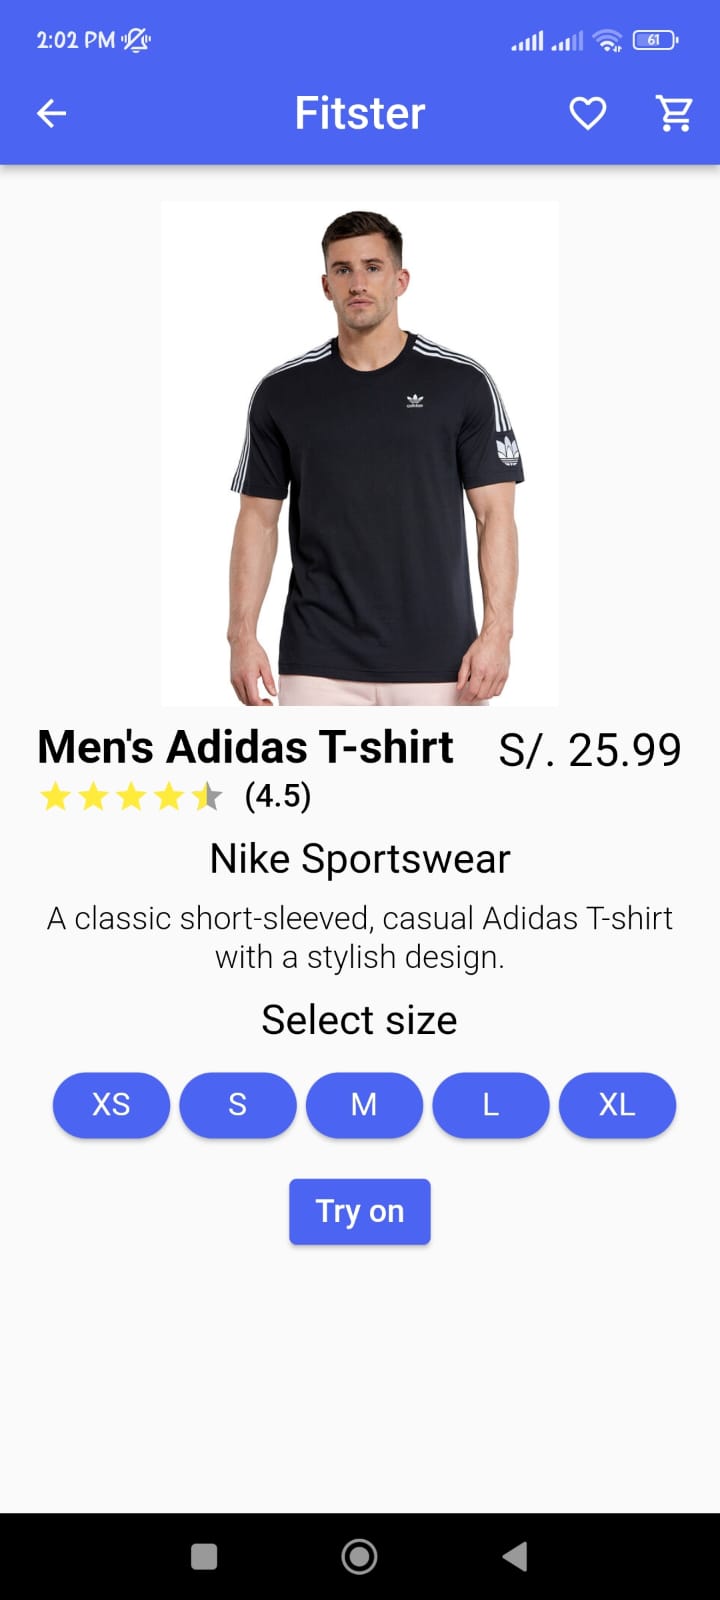 2:02 PM
61
Fitster
adidas
Men's Adidas T-shirt
S/. 25.99
(4.5)
Nike Sportswear
A classic short-sleeved, casual Adidas T-shirt
with a stylish design.
Select size
XS S M L XL
Try on